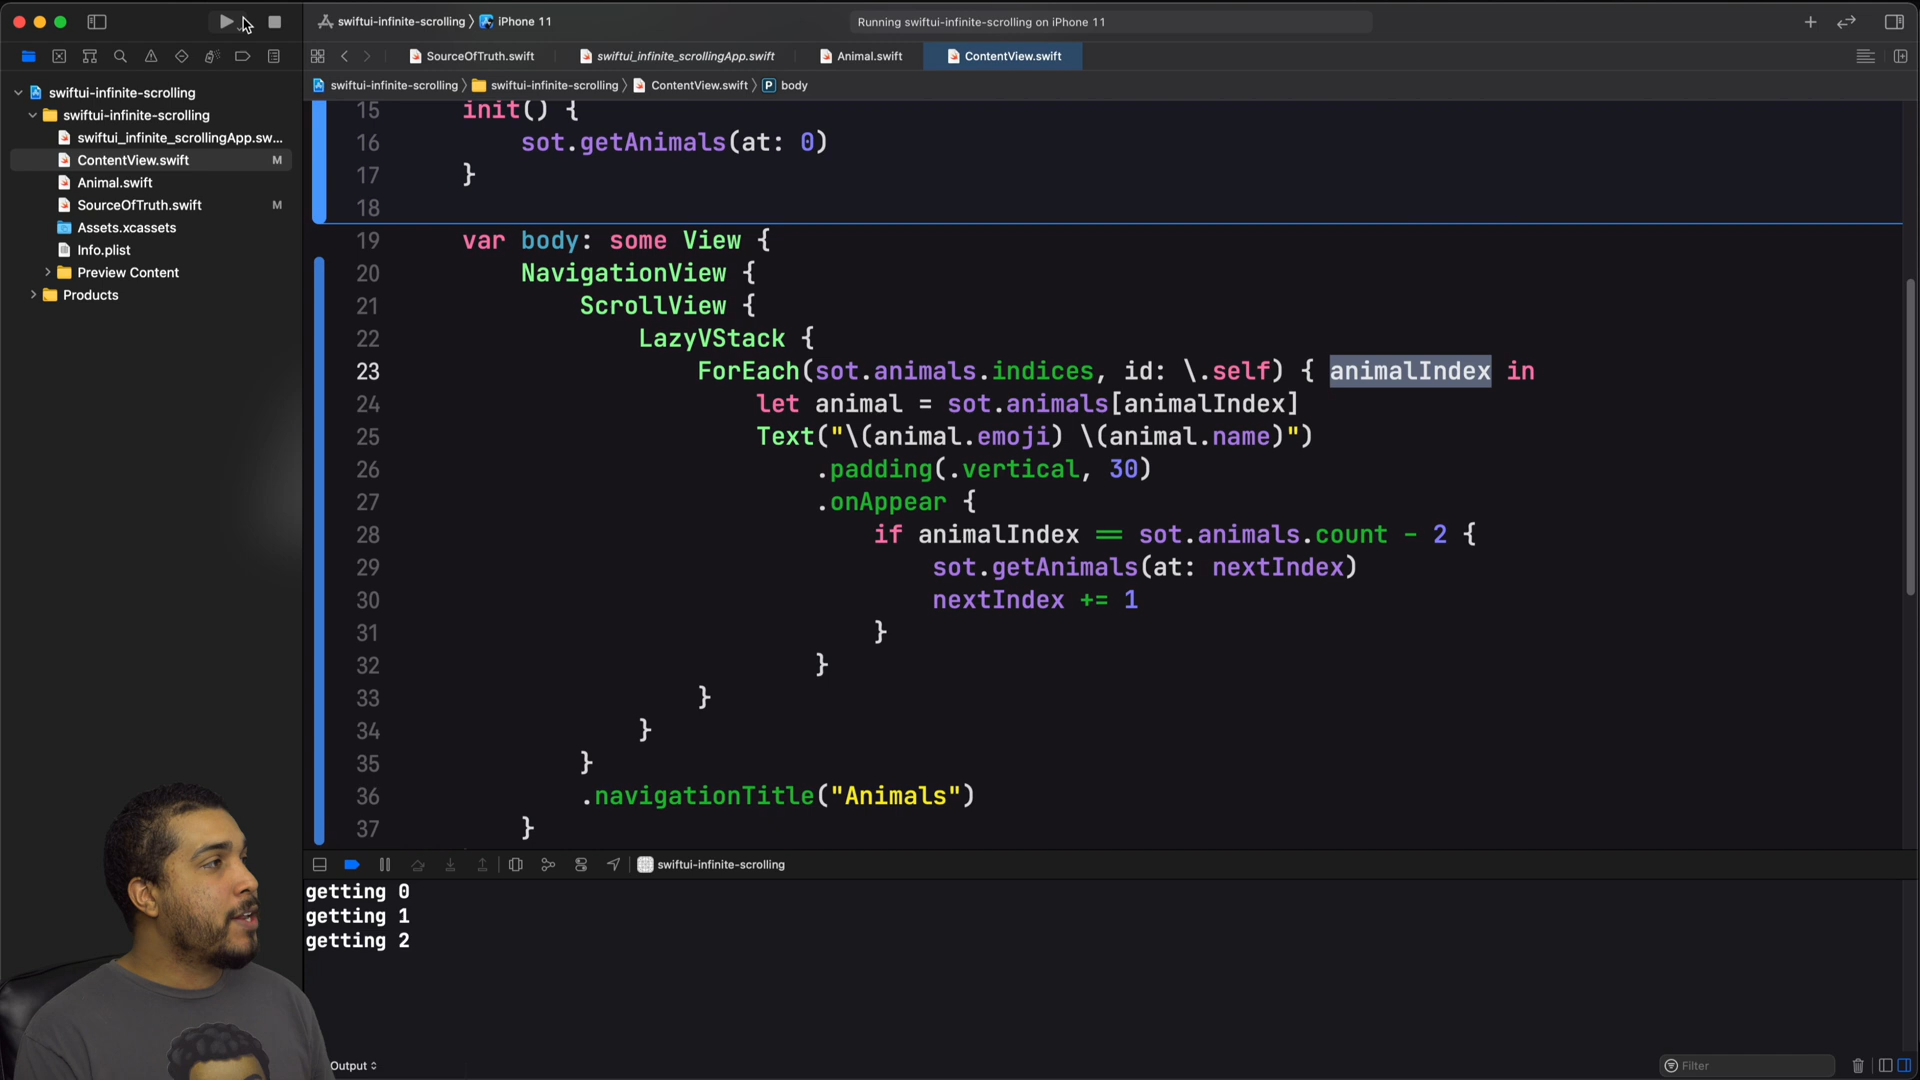 swiftui-infinite-scrolling 〉 iPhone 11
Running swiftui-infinite-scrolling on iPhone 11
SourceOfTruth.swift
swiftui_infinite_scrollingApp.swift
Animal.swift
ContentView.swift
swiftui-infinite-scrolling 〉 swiftui-infinite-scrolling 〉 ContentView.swift 〉 P body
swiftui-infinite-scrolling
swiftui-infinite-scrolling
swiftui_infinite_scrollingApp.sw...
ContentView.swift M
Animal.swift
SourceOfTruth.swift M
Assets.xcassets
Info.plist
Preview Content
Products
15 init() {
16 sot.getAnimals(at: 0)
17 }
18
19 var body: some View {
20 NavigationView {
21 ScrollView {
22 LazyVStack {
23 ForEach(sot.animals.indices, id: \.self) { animalIndex in
24 let animal = sot.animals[animalIndex]
25 Text("\(animal.emoji) \(animal.name)")
26 .padding(.vertical, 30)
27 .onAppear {
28 if animalIndex == sot.animals.count - 2 {
29 sot.getAnimals(at: nextIndex)
30 nextIndex += 1
31 }
32 }
33 }
34 }
35 }
36 .navigationTitle("Animals")
37 }
swiftui-infinite-scrolling
getting 0
getting 1
getting 2
Output
Filter